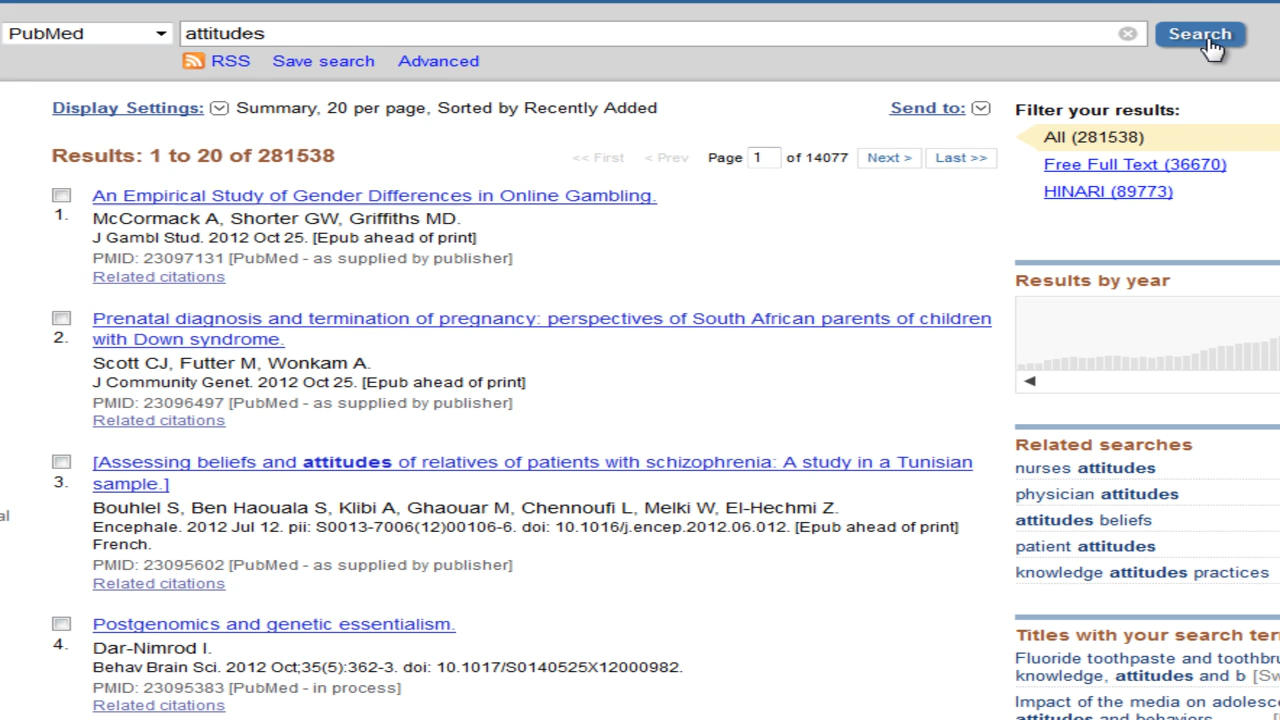 PubMed
attitudes
Search
RSS Save search Advanced
Display Settings: Summary, 20 per page, Sorted by Recently Added Send to:
Results: 1 to 20 of 281538
<< First < Prev Page 1 of 14077 Next > Last >>
1. An Empirical Study of Gender Differences in Online Gambling.
McCormack A, Shorter GW, Griffiths MD.
J Gambl Stud. 2012 Oct 25. [Epub ahead of print]
PMID: 23097131 [PubMed - as supplied by publisher]
Related citations
2. Prenatal diagnosis and termination of pregnancy: perspectives of South African parents of children
with Down syndrome.
Scott CJ, Futter M, Wonkam A.
J Community Genet. 2012 Oct 25. [Epub ahead of print]
PMID: 23096497 [PubMed - as supplied by publisher]
Related citations
3. [Assessing beliefs and attitudes of relatives of patients with schizophrenia: A study in a Tunisian
sample.]
Bouhlel S, Ben Haouala S, Klibi A, Ghaouar M, Chennoufi L, Melki W, El-Hechmi Z.
Encephale. 2012 Jul 12. pii: S0013-7006(12)00106-6. doi: 10.1016/j.encep.2012.06.012. [Epub ahead of print]
French.
PMID: 23095602 [PubMed - as supplied by publisher]
Related citations
4. Postgenomics and genetic essentialism.
Dar-Nimrod I.
Behav Brain Sci. 2012 Oct;35(5):362-3. doi: 10.1017/S0140525X12000982.
PMID: 23095383 [PubMed - in process]
Related citations
Filter your results:
All (281538)
Free Full Text (36670)
HINARI (89773)
Results by year
Related searches
nurses attitudes
physician attitudes
attitudes beliefs
patient attitudes
knowledge attitudes practices
Titles with your search
Fluoride toothpaste and
knowledge, attitudes and b
Impact of the media on
attitudes and behaviors